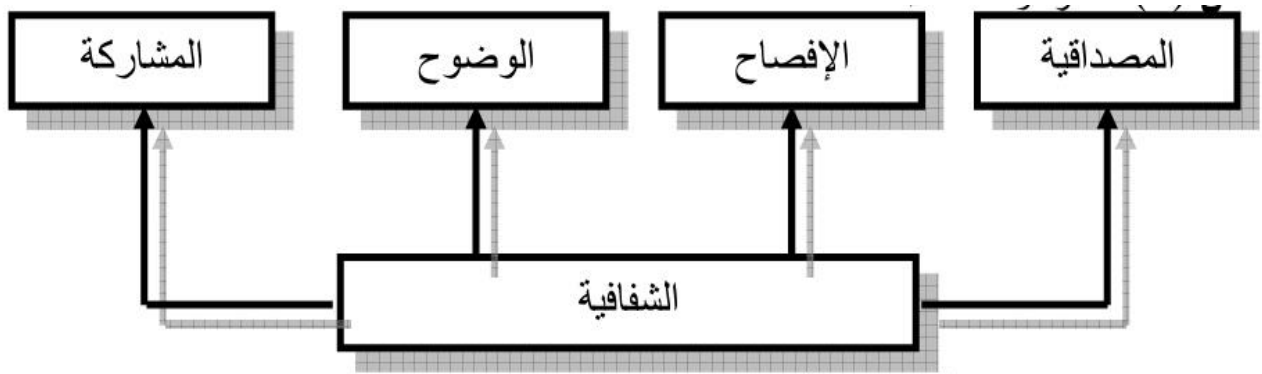 المصداقية
الإفصاح
الوضوح
المشاركة
الشفافية